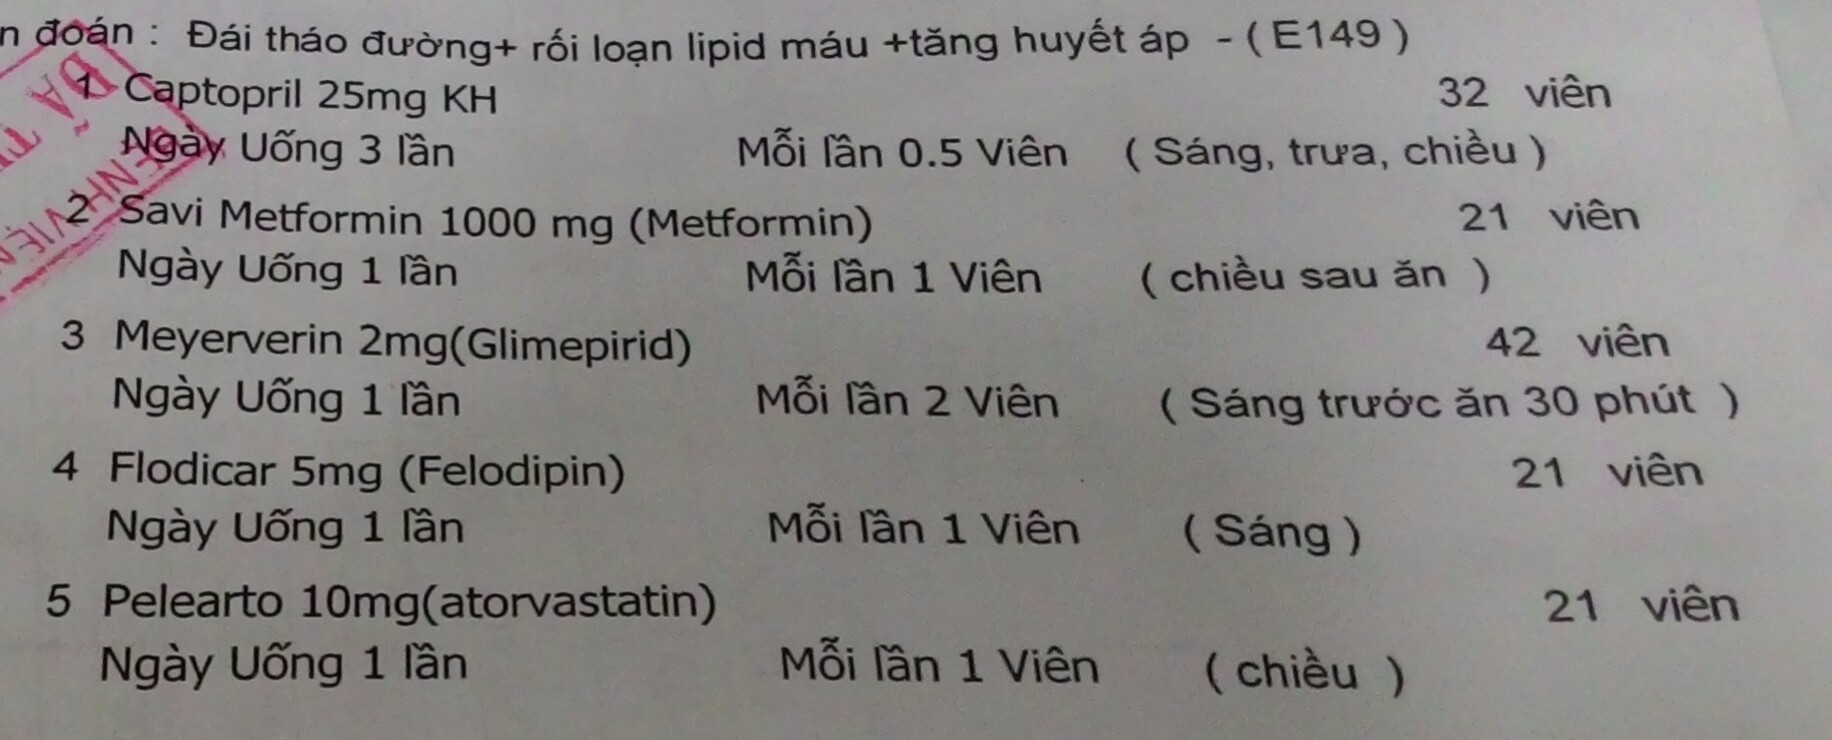 đoán : Đái tháo đường+ rối loạn lipid máu +tăng huyết áp - ( E149 )
1 Captopril 25mg KH 32 viên
Ngày Uống 3 lần Mỗi lần 0.5 Viên ( Sáng, trưa, chiều )
2 Savi Metformin 1000 mg (Metformin) 21 viên
Ngày Uống 1 lần Mỗi lần 1 Viên ( chiều sau ăn )
3 Meyerverin 2mg(Glimepirid) 42 viên
Ngày Uống 1 lần Mỗi lần 2 Viên ( Sáng trước ăn 30 phút )
4 Flodicar 5mg (Felodipin) 21 viên
Ngày Uống 1 lần Mỗi lần 1 Viên ( Sáng )
5 Pelearto 10mg(atorvastatin) 21 viên
Ngày Uống 1 lần Mỗi lần 1 Viên ( chiều )